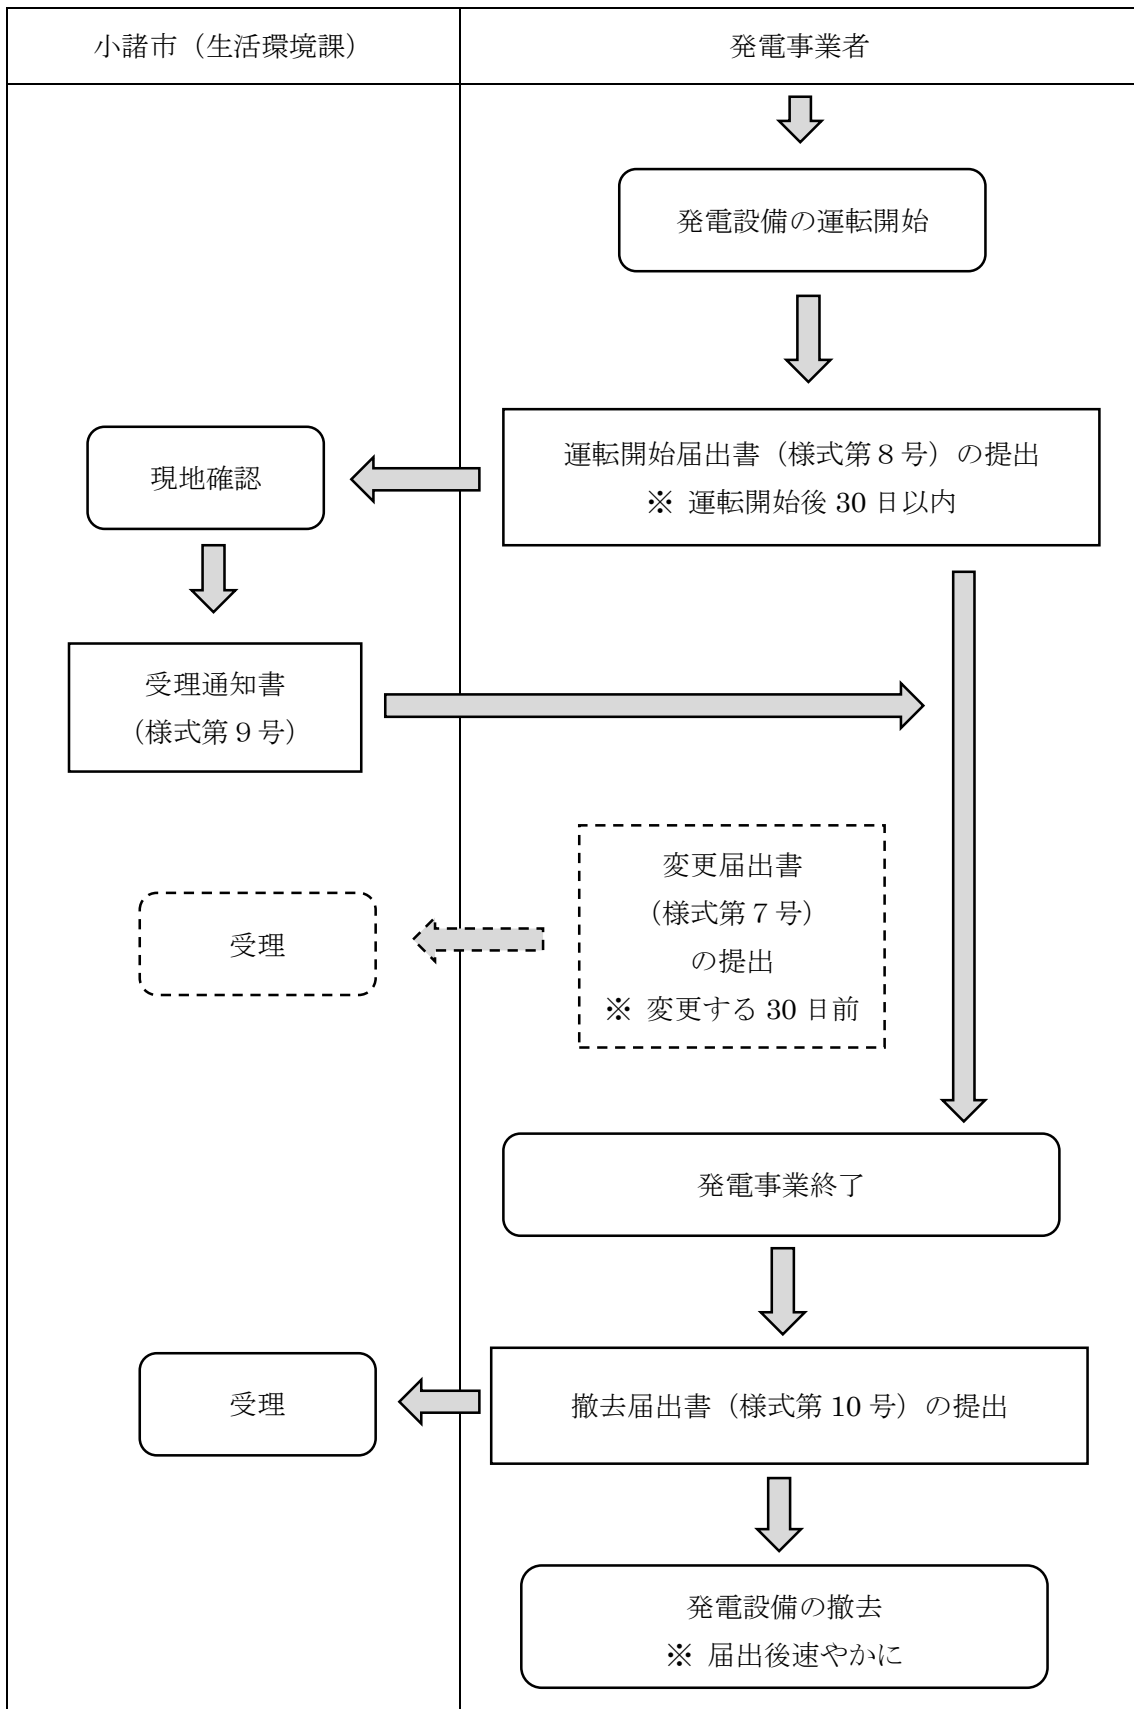 小諸市（生活環境課）
発電事業者
発電設備の運転開始
運転開始届出書（様式第８号）の提出
※ 運転開始後 30 日以内
現地確認
受理通知書
（様式第９号）
変更届出書
（様式第７号）
の提出
※ 変更する 30 日前
受理
発電事業終了
撤去届出書（様式第 10 号）の提出
受理
発電設備の撤去
※ 届出後速やかに